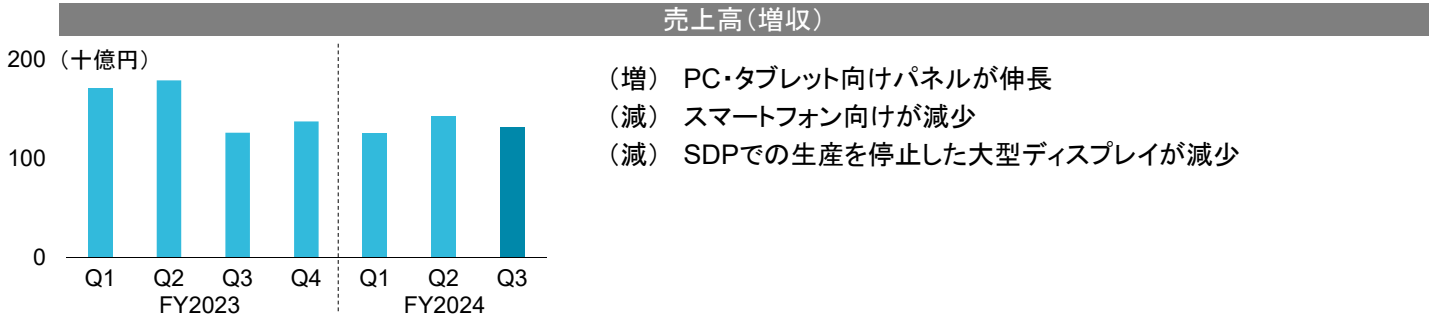 売上高（増収）
200 （十億円）
100
0
Q1 Q2 Q3 Q4 Q1 Q2 Q3
FY2023 FY2024
（増） PC・タブレット向けパネルが伸長
（減） スマートフォン向けが減少
（減） SDPでの生産を停止した大型ディスプレイが減少